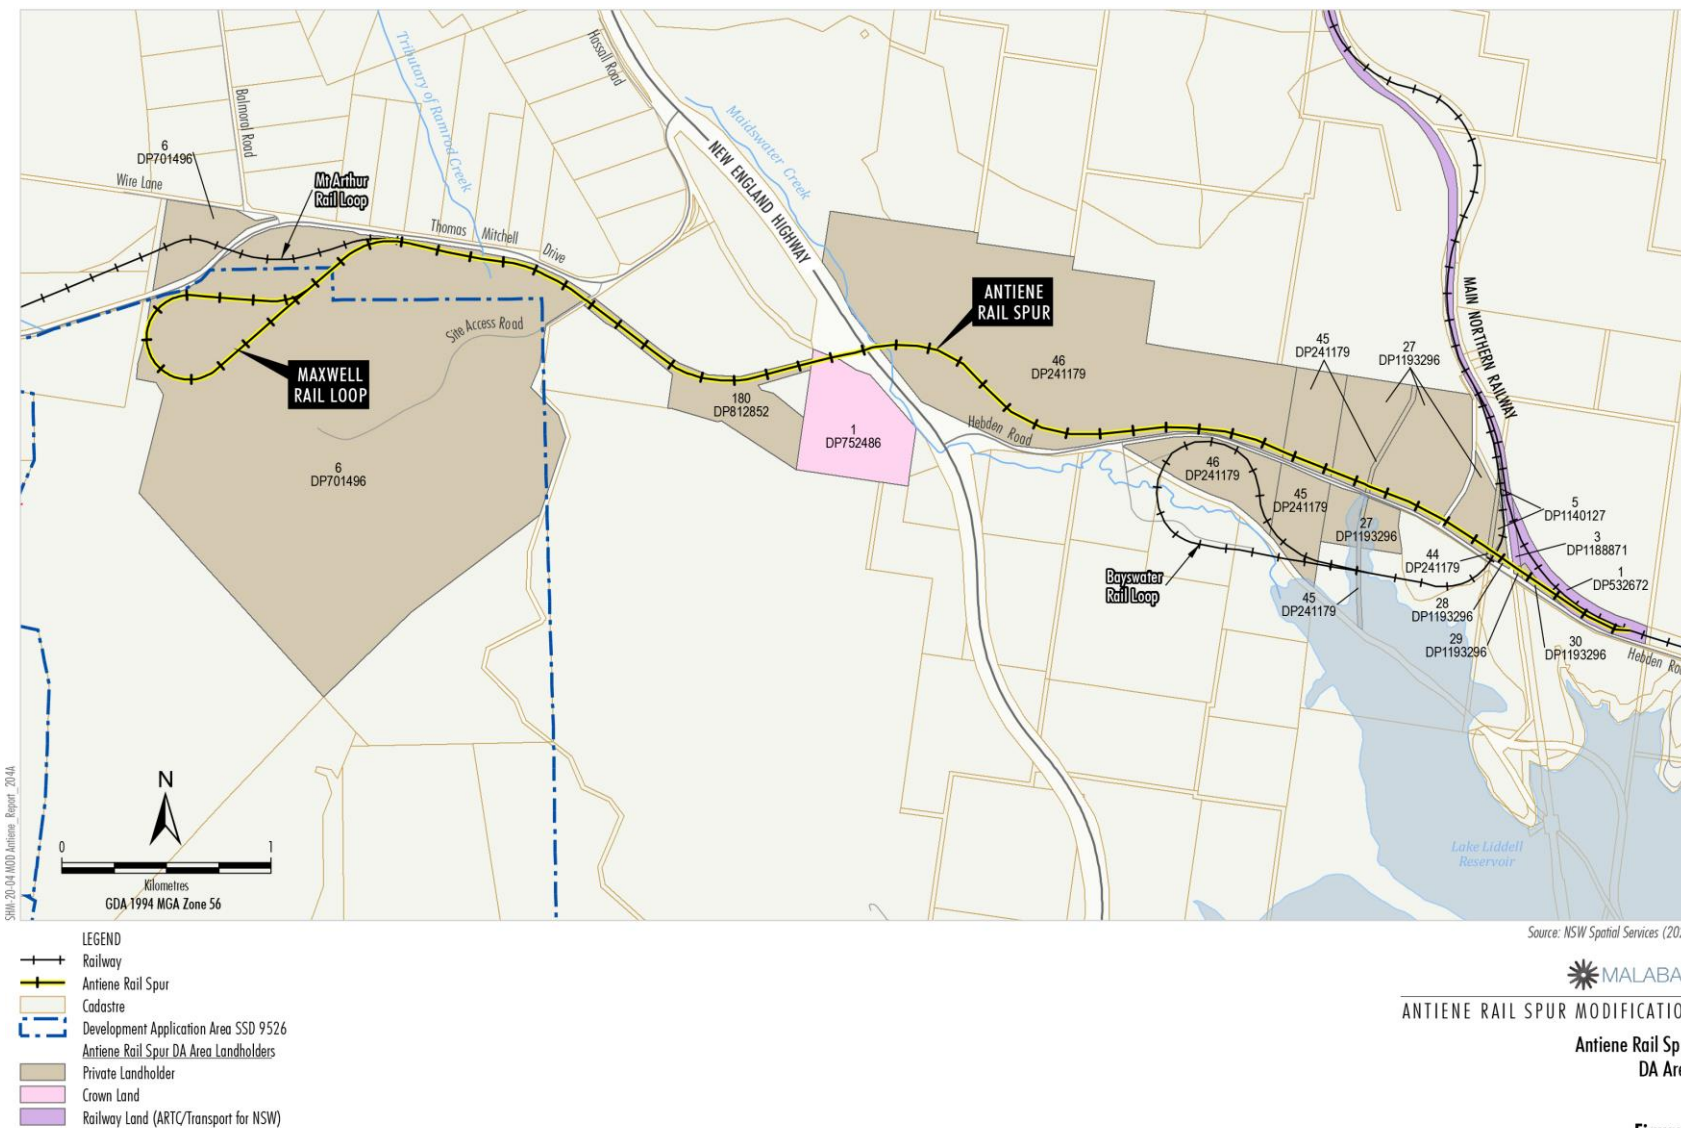 Hassall Road
Tributary of Ramrod Creek
Balmoral Road
Maidswater Creek
NEW ENGLAND HIGHWAY
6
DP701496
Wire Lane
Mt Arthur
Rail Loop
Thomas Mitchell Drive
MAIN NORTHERN RAILWAY
ANTIENE
RAIL SPUR
Site Access Road
MAXWELL
RAIL LOOP
46
DP241179
45
DP241179
27
DP1193296
180
DP812852
1
DP752486
Hebden Road
6
DP701496
46
DP241179
45
DP241179
27
DP1193296
5
DP1140127
3
DP1188871
44
DP241179
1
DP532672
Bayswater
Rail Loop
45
DP241179
28
DP1193296
29
DP1193296
30
DP1193296
Hebden
Lake Liddell
Reservoir
N
0 1
Kilometres
GDA 1994 MGA Zone 56
SHM-20-04 MOD Antiene_Report_204A
Source: NSW Spatial Services (20
LEGEND
Railway
Antiene Rail Spur
Cadastre
Development Application Area SSD 9526
Antiene Rail Spur DA Area Landholders
Private Landholder
Crown Land
Railway Land (ARTC/Transport for NSW)
MALABA
ANTIENE RAIL SPUR MODIFICATIO
Antiene Rail Sp
DA Are